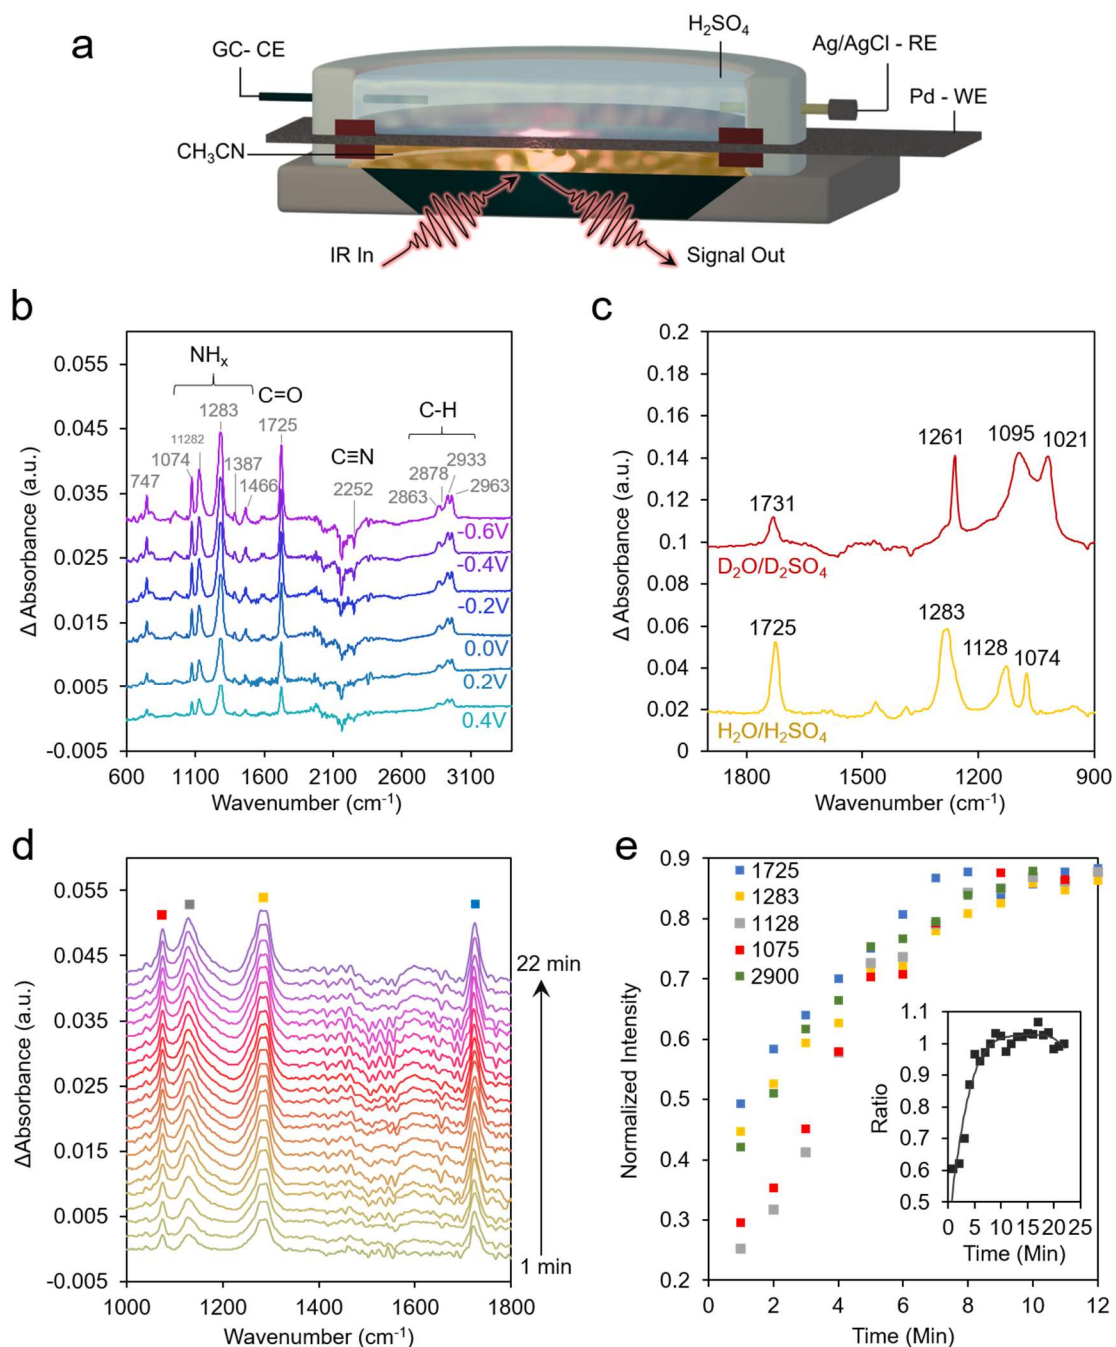 a
GC- CE
H₂SO₄
Ag/AgCl - RE
Pd - WE
CH₃CN
IR In
Signal Out
b
Δ Absorbance (a.u.)
0.055
0.045
0.035
0.025
0.015
0.005
-0.005
NHₓ
C=O
C≡N
C-H
747
1074
11282
1283
1387
1466
1725
2252
2863
2878
2933
2963
-0.6V
-0.4V
-0.2V
0.0V
0.2V
0.4V
600 1100 1600 2100 2600 3100
Wavenumber (cm⁻¹)
c
Δ Absorbance (a.u.)
0.2
0.18
0.16
0.14
0.12
0.1
0.08
0.06
0.04
0.02
0
1731
1261
1095
1021
D₂O/D₂SO₄
1725
1283
1128
1074
H₂O/H₂SO₄
1800 1500 1200 900
Wavenumber (cm⁻¹)
d
ΔAbsorbance (a.u.)
0.055
0.045
0.035
0.025
0.015
0.005
-0.005
22 min
1 min
1000 1200 1400 1600 1800
Wavenumber (cm⁻¹)
e
Normalized Intensity
0.9
0.8
0.7
0.6
0.5
0.4
0.3
0.2
1725
1283
1128
1075
2900
Ratio
1.1
1
0.9
0.8
0.7
0.6
0.5
0 5 10 15 20 25
Time (Min)
0 2 4 6 8 10 12
Time (Min)